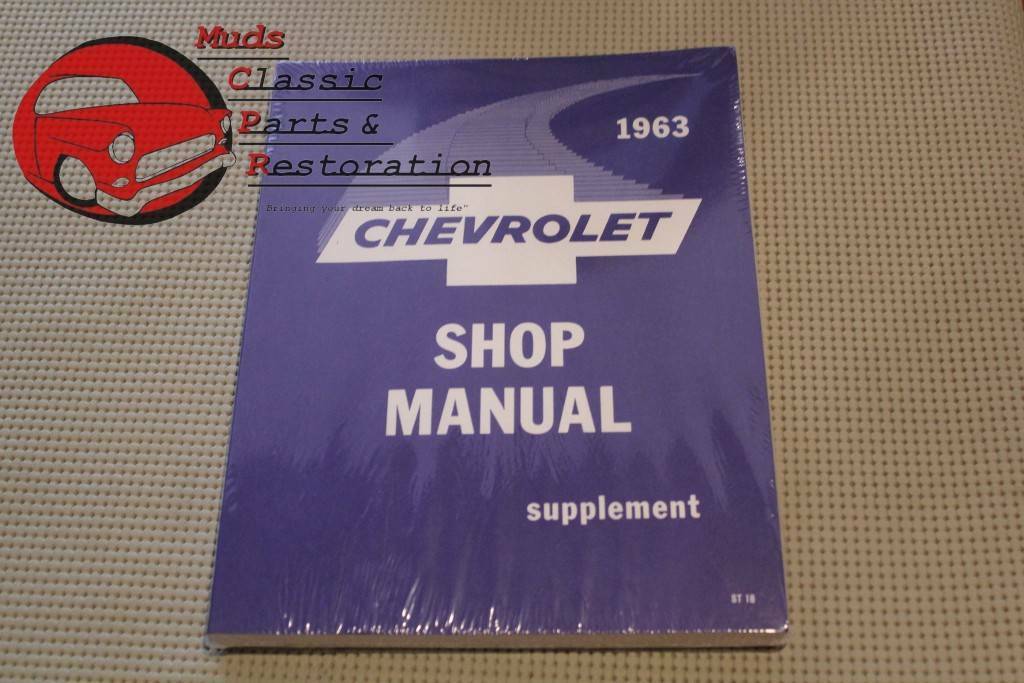 Muds
Classic
Parts &
Restoration
"Bringing your dream back to life"
1963
CHEVROLET
SHOP
MANUAL
supplement
ST 18